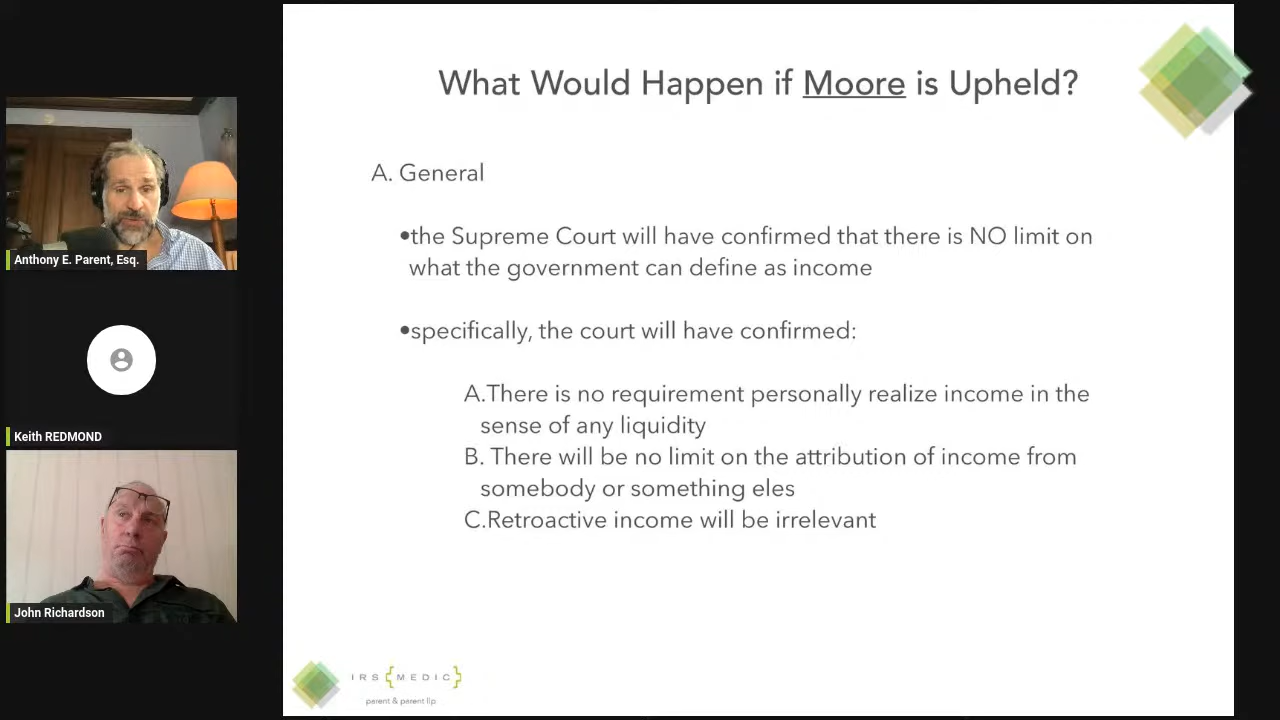 What Would Happen if Moore is Upheld?
A. General
•the Supreme Court will have confirmed that there is NO limit on
what the government can define as income
•specifically, the court will have confirmed:
A.There is no requirement personally realize income in the
sense of any liquidity
B. There will be no limit on the attribution of income from
somebody or something eles
C.Retroactive income will be irrelevant
Anthony E. Parent, Esq.
Keith REDMOND
John Richardson
IRS{MEDIC}
parent & parent llp